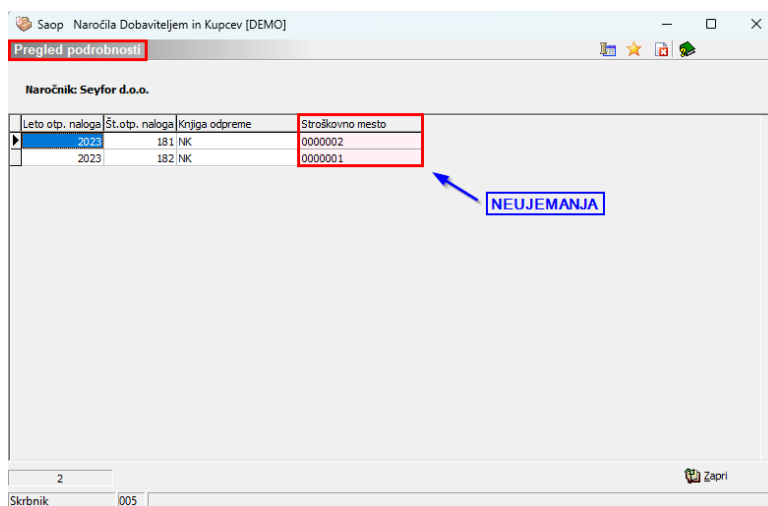 Saop Naročila Dobaviteljem in Kupcev [DEMO]
Pregled podrobnosti
Naročnik: Seyfor d.o.o.
Leto otp. naloga Št.otp. naloga Knjiga odpreme Stroškovno mesto
2023 181 NK 0000002
2023 182 NK 0000001
NEUJEMANJA
2
Zapri
Skrbnik 005